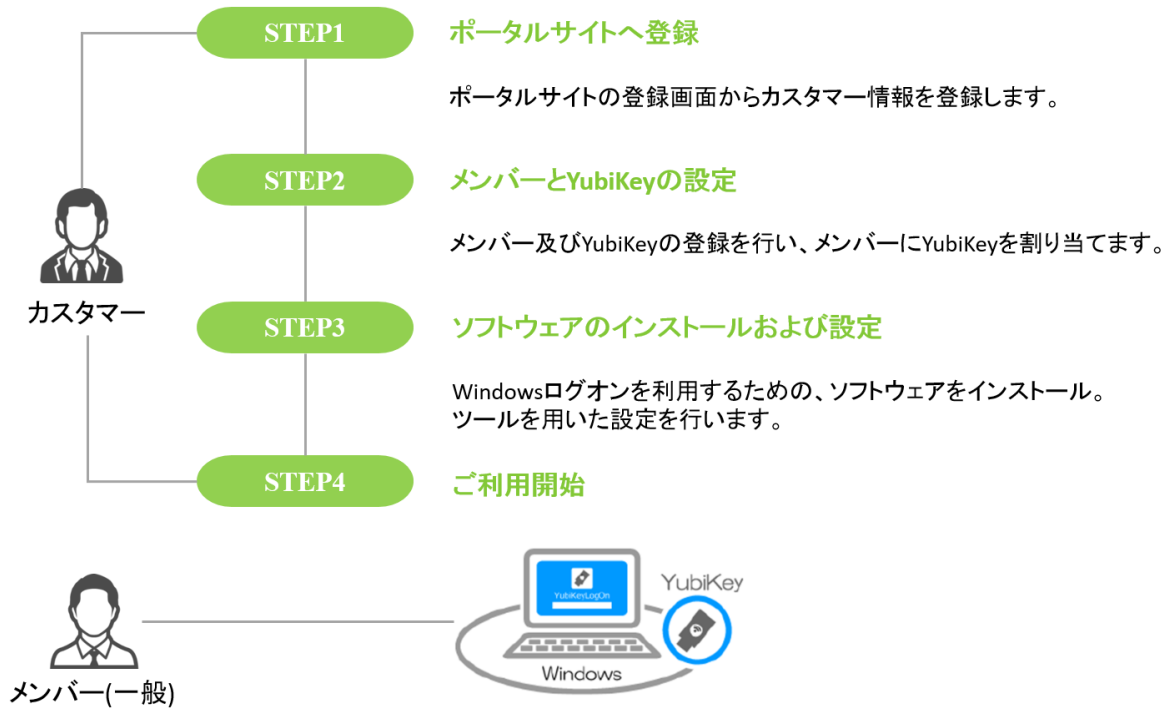 STEP1
ポータルサイトへ登録
ポータルサイトの登録画面からカスタマー情報を登録します。
STEP2
メンバーとYubiKeyの設定
メンバー及びYubiKeyの登録を行い、メンバーにYubiKeyを割り当てます。
カスタマー
STEP3
ソフトウェアのインストールおよび設定
Windowsログオンを利用するための、ソフトウェアをインストール。
ツールを用いた設定を行います。
STEP4
ご利用開始
YubiKeyLogOn
YubiKey
Windows
メンバー(一般)